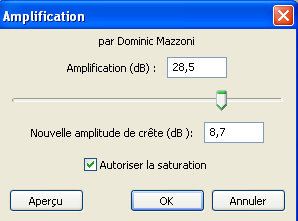 Amplification
par Dominic Mazzoni
Amplification (dB) : 28,5
Nouvelle amplitude de crête (dB ): 8,7
Autoriser la saturation
Aperçu OK Annuler